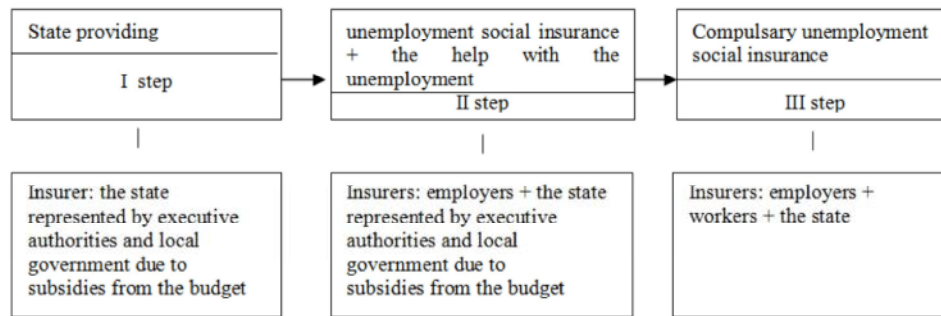 State providing
I step
unemployment social insurance
+ the help with the
unemployment
II step
Compulsary unemployment
social insurance
III step
Insurer: the state
represented by executive
authorities and local
government due to
subsidies from the budget
Insurers: employers + the state
represented by executive
authorities and local
government due to
subsidies from the budget
Insurers: employers +
workers + the state